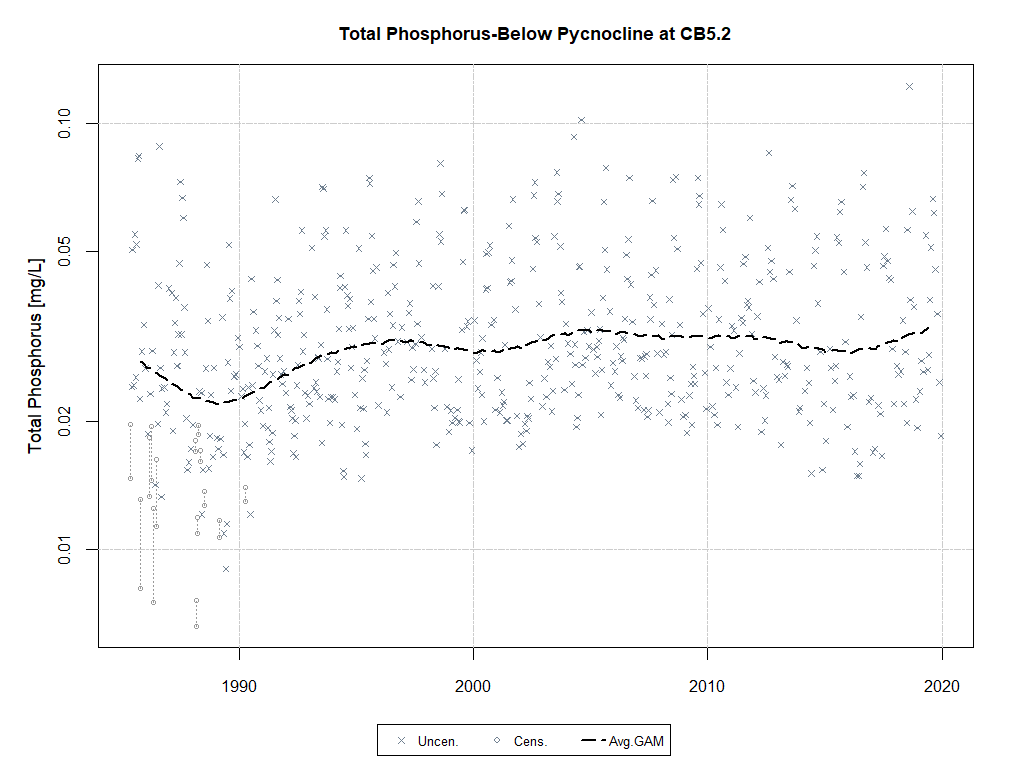 Total Phosphorus-Below Pycnocline at CB5.2
Total Phosphorus [mg/L]
0.10
0.05
0.02
0.01
1990 2000 2010 2020
Uncen. Cens. Avg.GAM